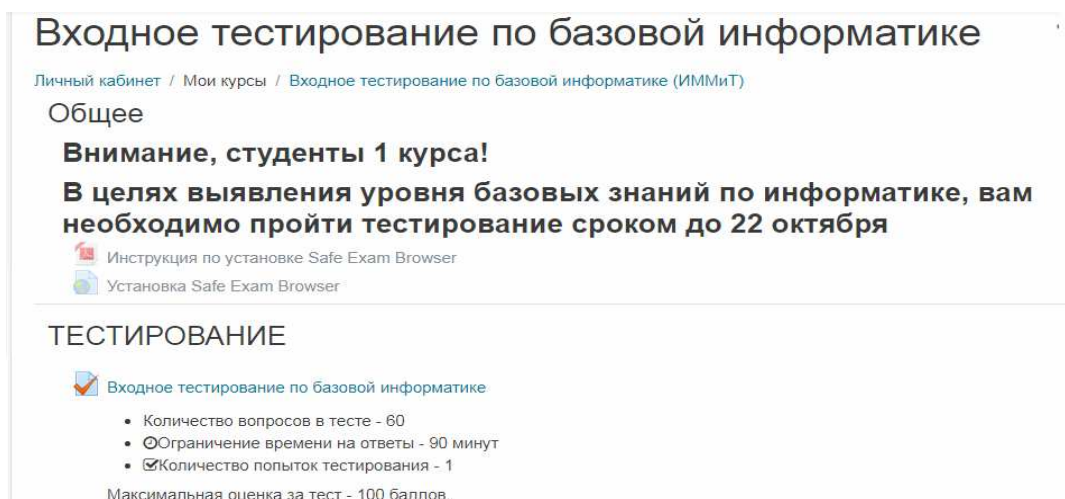 Входное тестирование по базовой информатике
Личный кабинет / Мои курсы / Входное тестирование по базовой информатике (ИММиТ)
Общее
Внимание, студенты 1 курса!
В целях выявления уровня базовых знаний по информатике, вам
необходимо пройти тестирование сроком до 22 октября
Инструкция по установке Safe Exam Browser
Установка Safe Exam Browser
ТЕСТИРОВАНИЕ
Входное тестирование по базовой информатике
Количество вопросов в тесте - 60
Ограничение времени на ответы - 90 минут
Количество попыток тестирования - 1
Максимальная оценка за тест - 100 баллов.